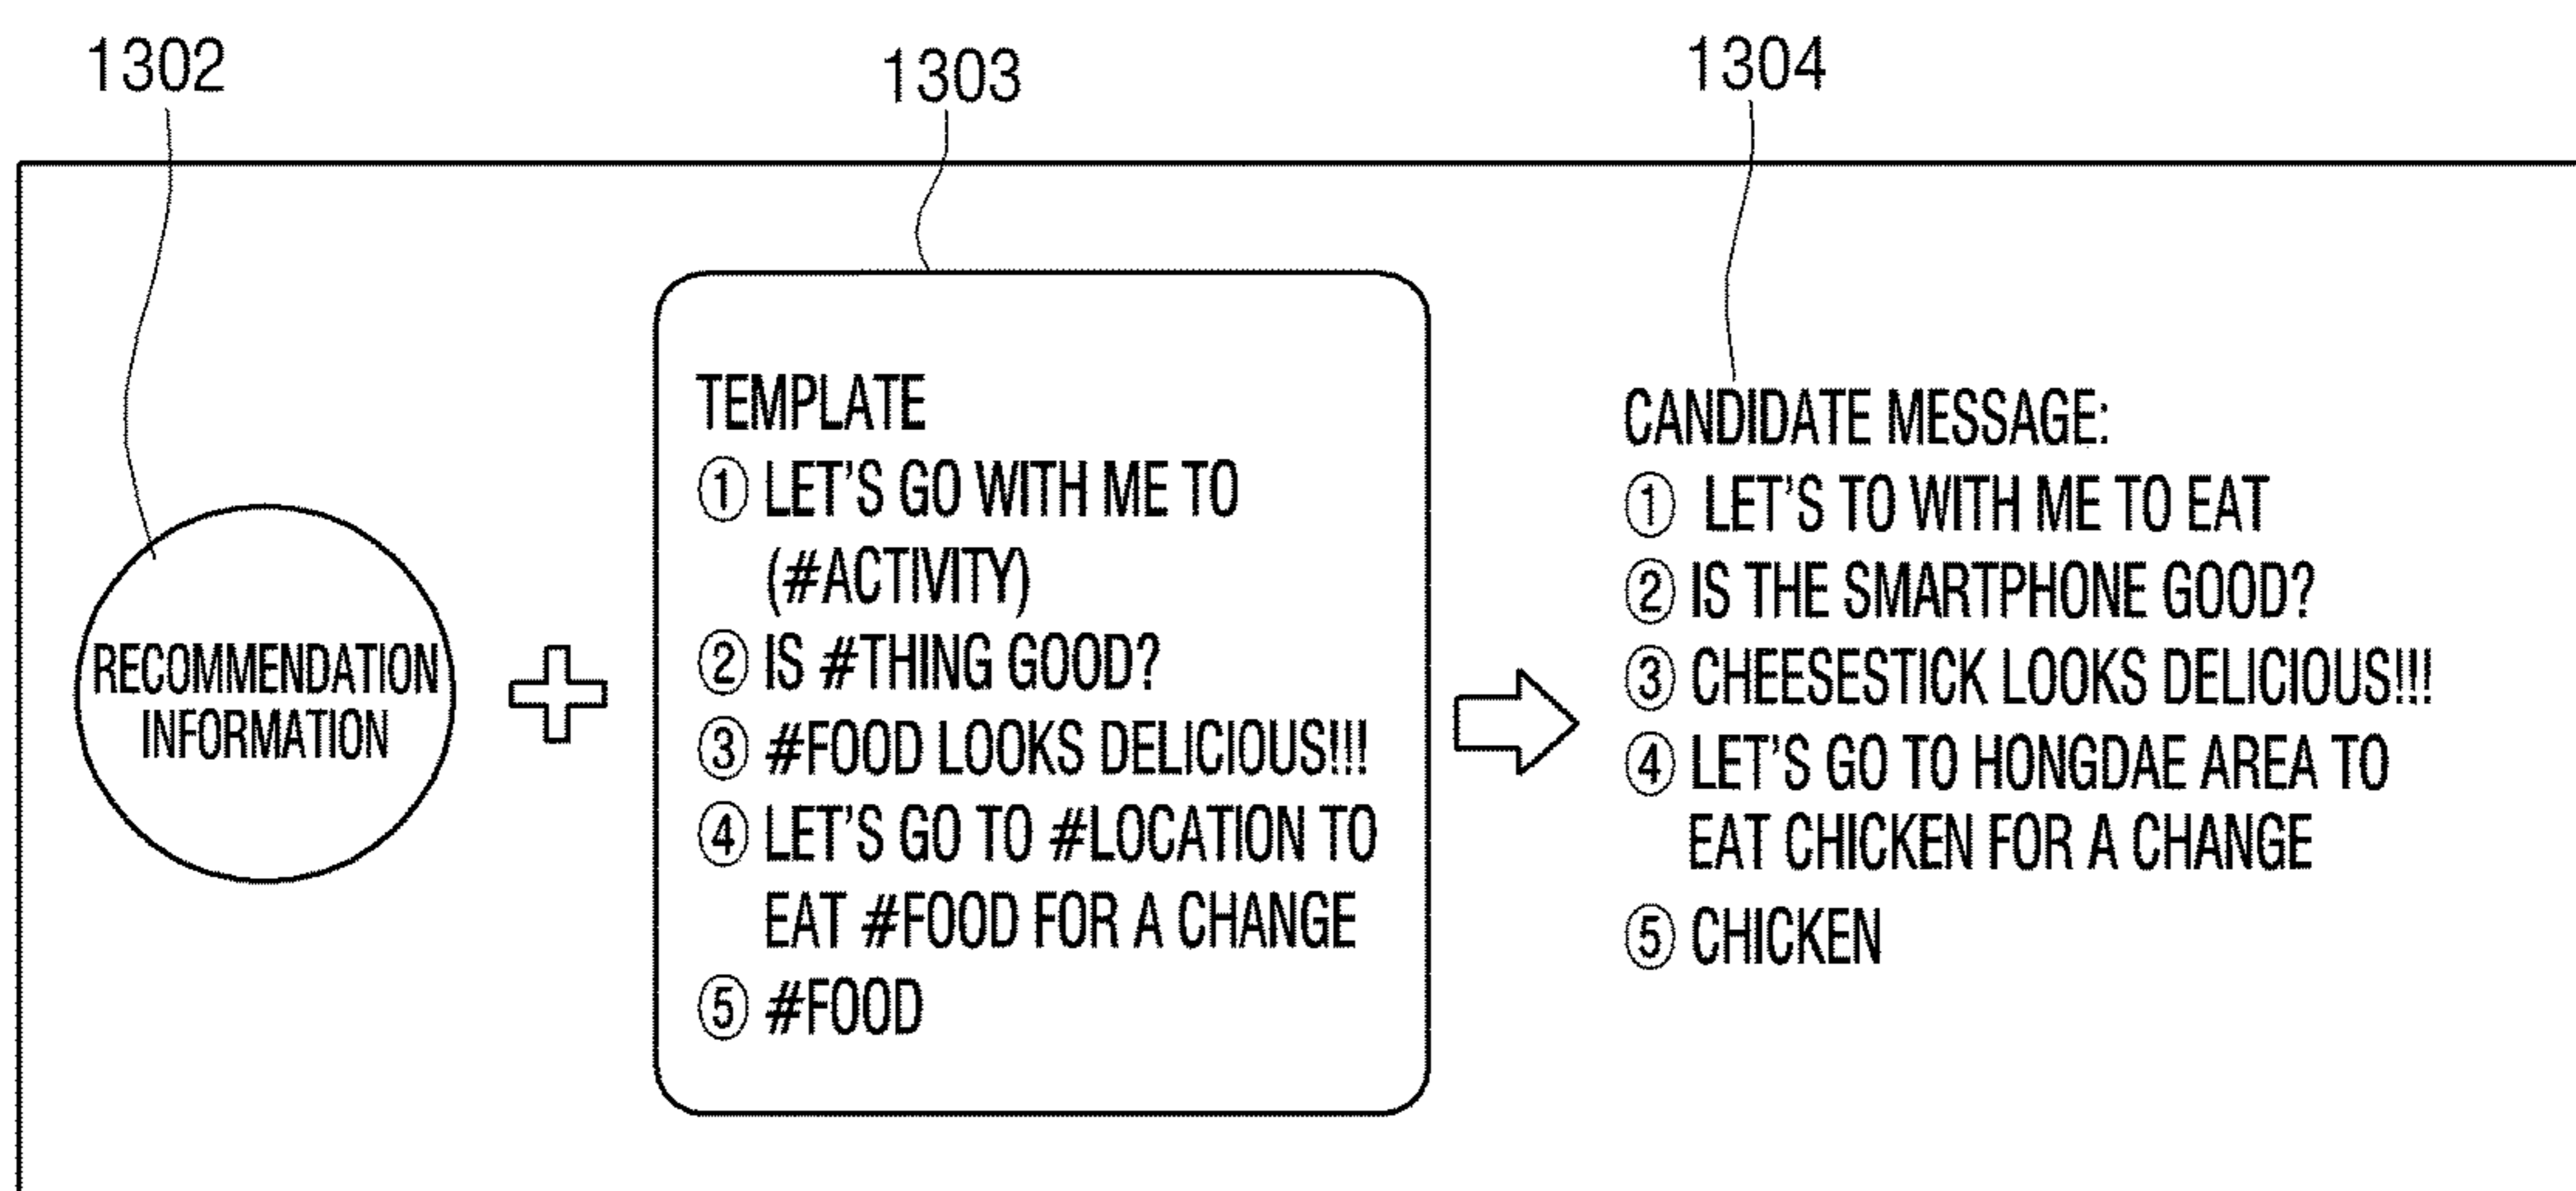 1302
1303
1304
RECOMMENDATION
INFORMATION
TEMPLATE
① LET'S GO WITH ME TO
(#ACTIVITY)
② IS #THING GOOD?
③ #FOOD LOOKS DELICIOUS!!!
④ LET'S GO TO #LOCATION TO
EAT #FOOD FOR A CHANGE
⑤ #FOOD
CANDIDATE MESSAGE:
① LET'S TO WITH ME TO EAT
② IS THE SMARTPHONE GOOD?
③ CHEESESTICK LOOKS DELICIOUS!!!
④ LET'S GO TO HONGDAE AREA TO
EAT CHICKEN FOR A CHANGE
⑤ CHICKEN